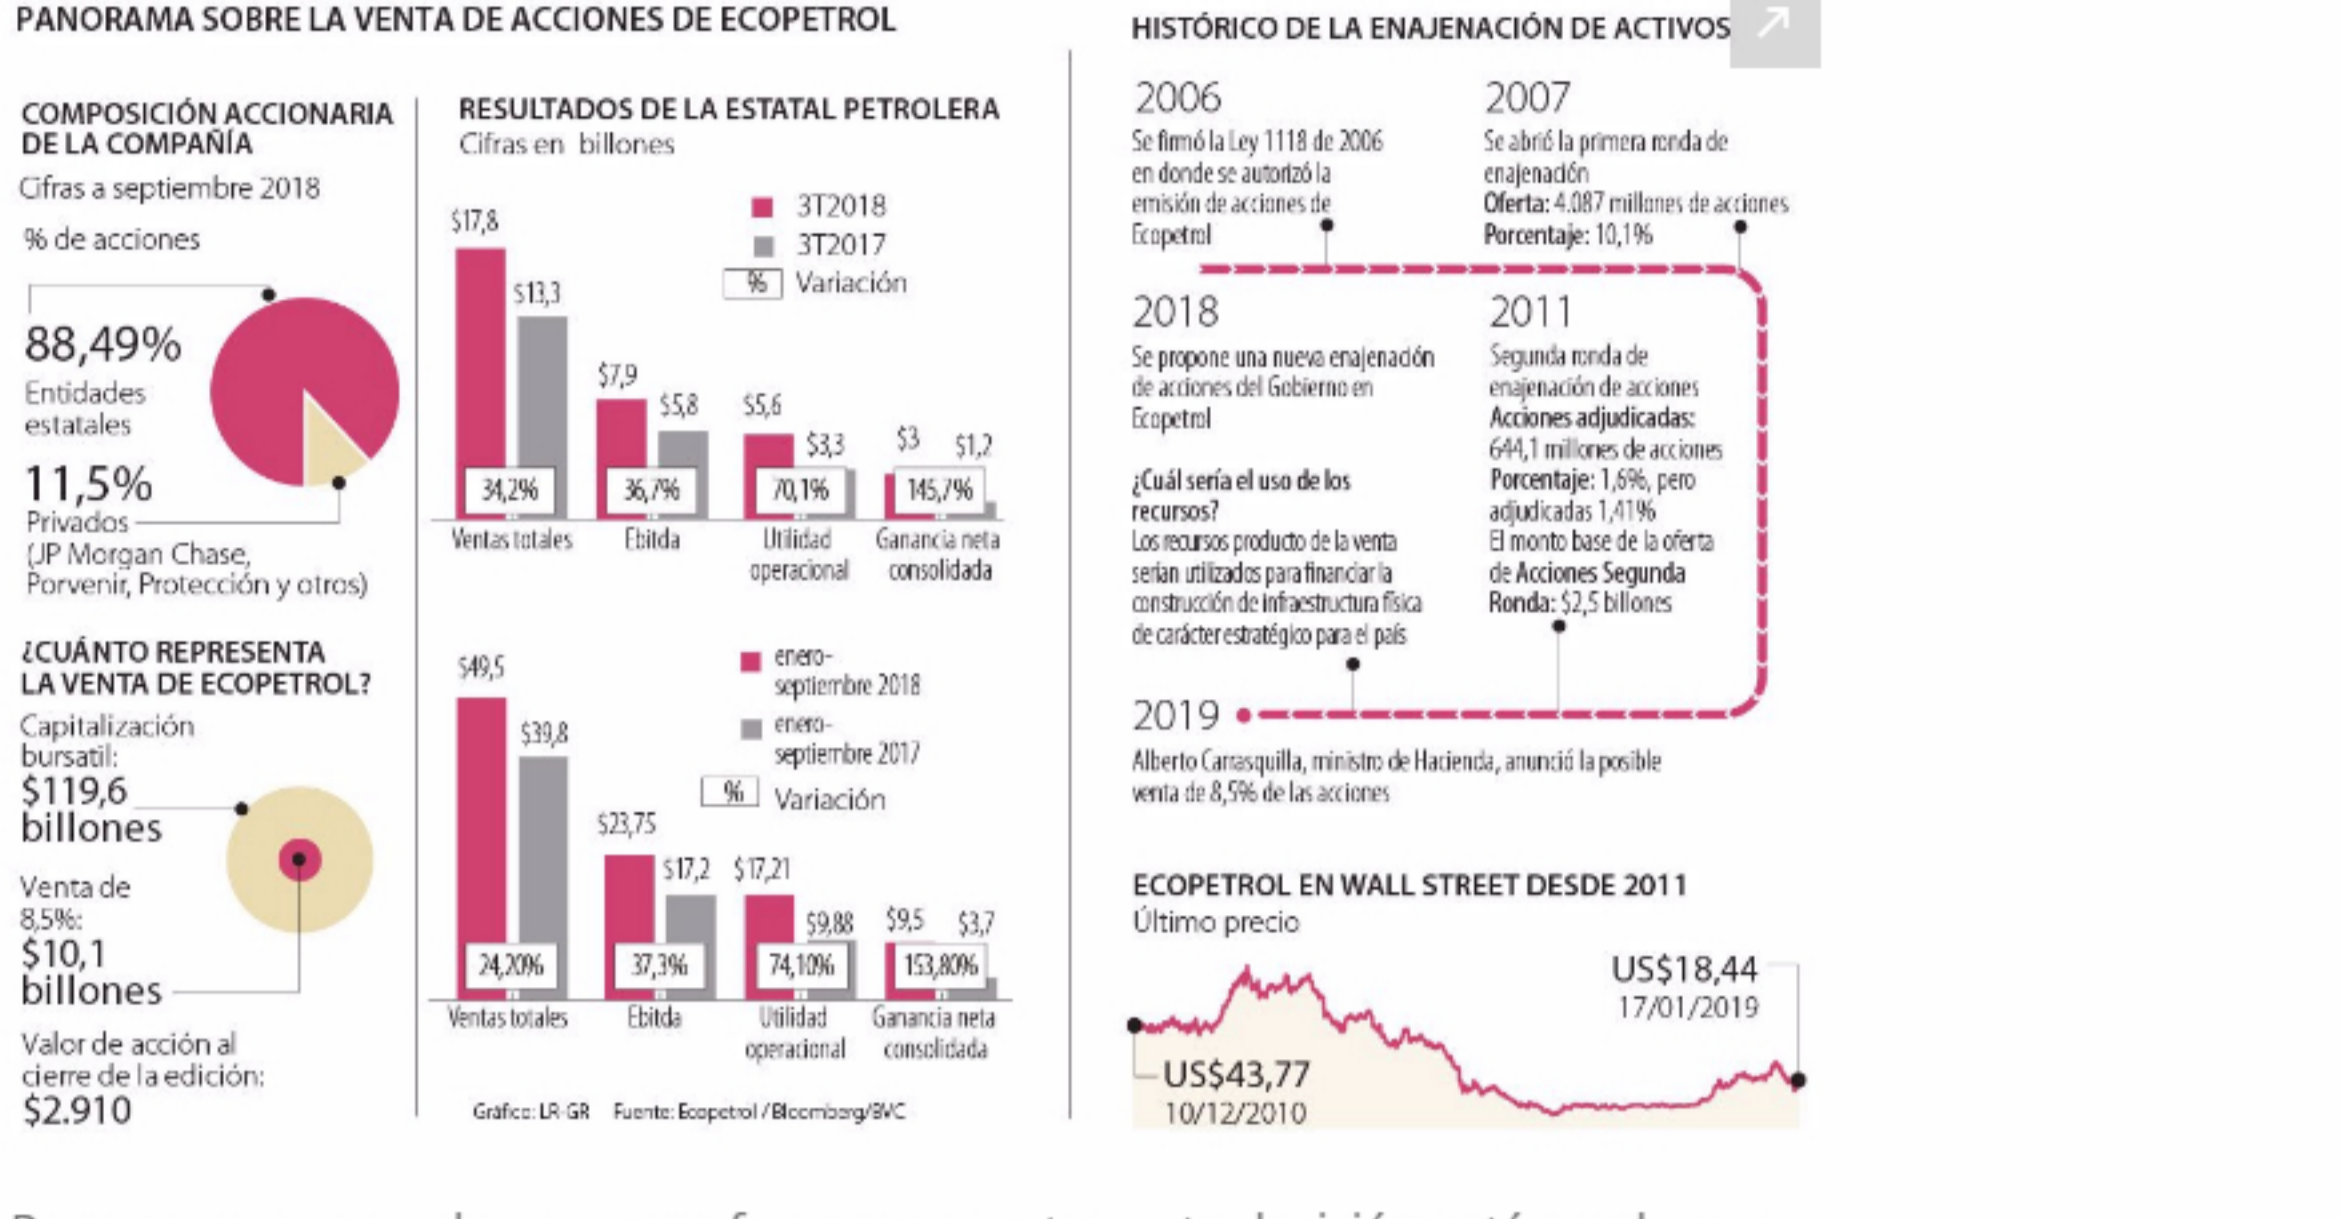 PANORAMA SOBRE LA VENTA DE ACCIONES DE ECOPETROL
COMPOSICIÓN ACCIONARIA
DE LA COMPAÑÍA
Cifras a septiembre 2018
% de acciones
88,49%
Entidades
estatales
11,5%
Privados
(JP Morgan Chase,
Porvenir, Protección y otros)
¿CUÁNTO REPRESENTA
LA VENTA DE ECOPETROL?
Capitalización
bursatil:
$119,6
billones
Venta de
8,5%:
$10,1
billones
Valor de acción al
cierre de la edición:
$2.910
RESULTADOS DE LA ESTATAL PETROLERA
Cifras en billones
3T2018
3T2017
% Variación
$17,8
$13,3
$7,9
$5,8
$5,6
$3,3
$3
$1,2
34,2%
36,7%
70,1%
145,7%
Ventas totales
Ebitda
Utilidad
operacional
Ganancia neta
consolidada
enero-
septiembre 2018
enero-
septiembre 2017
% Variación
$49,5
$39,8
$23,75
$17,2
$17,21
$9,88
$9,5
$3,7
24,20%
37,3%
74,10%
153,80%
Ventas totales
Ebitda
Utilidad
operacional
Ganancia neta
consolidada
Gráfico: LR-GR Fuente: Ecopetrol / Bloomberg/BVC
HISTÓRICO DE LA ENAJENACIÓN DE ACTIVOS
2006
Se firmó la Ley 1118 de 2006
en donde se autorizó la
emisión de acciones de
Ecopetrol
2007
Se abrió la primera ronda de
enajenación
Oferta: 4.087 millones de acciones
Porcentaje: 10,1%
2011
Segunda ronda de
enajenación de acciones
Acciones adjudicadas:
644,1 millones de acciones
Porcentaje: 1,6%, pero
adjudicadas 1,41%
El monto base de la oferta
de Acciones Segunda
Ronda: $2,5 billones
2018
Se propone una nueva enajenación
de acciones del Gobierno en
Ecopetrol
¿Cuál sería el uso de los
recursos?
Los recursos producto de la venta
serían utilizados para financiar la
construcción de infraestructura física
de carácter estratégico para el país
2019
Alberto Carrasquilla, ministro de Hacienda, anunció la posible
venta de 8,5% de las acciones
ECOPETROL EN WALL STREET DESDE 2011
Último precio
US$43,77
10/12/2010
US$18,44
17/01/2019